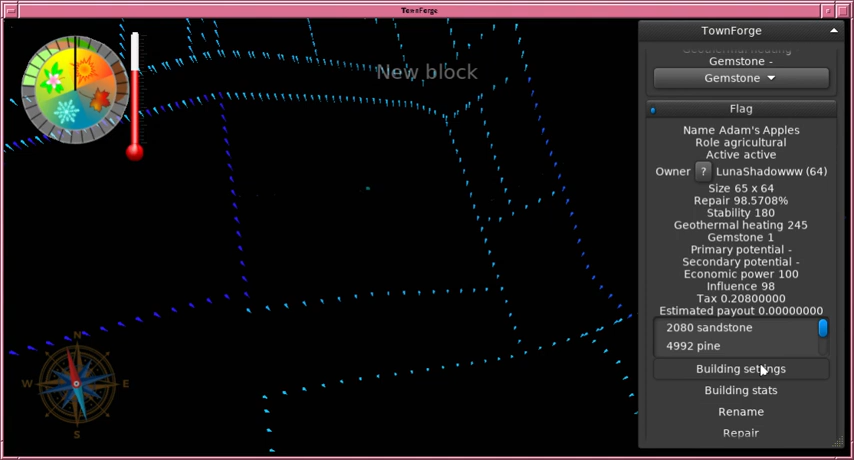 TownForge
New block
TownForge
Geothermal heating
Gemstone -
Gemstone
Flag
Name Adam's Apples
Role agricultural
Active active
Owner ? LunaShadowww (64)
Size 65 x 64
Repair 98.5708%
Stability 180
Geothermal heating 245
Gemstone 1
Primary potential -
Secondary potential -
Economic power 100
Influence 98
Tax 0.20800000
Estimated payout 0.00000000
2080 sandstone
4992 pine
Building settings
Building stats
Rename
Repair
N
W E
S